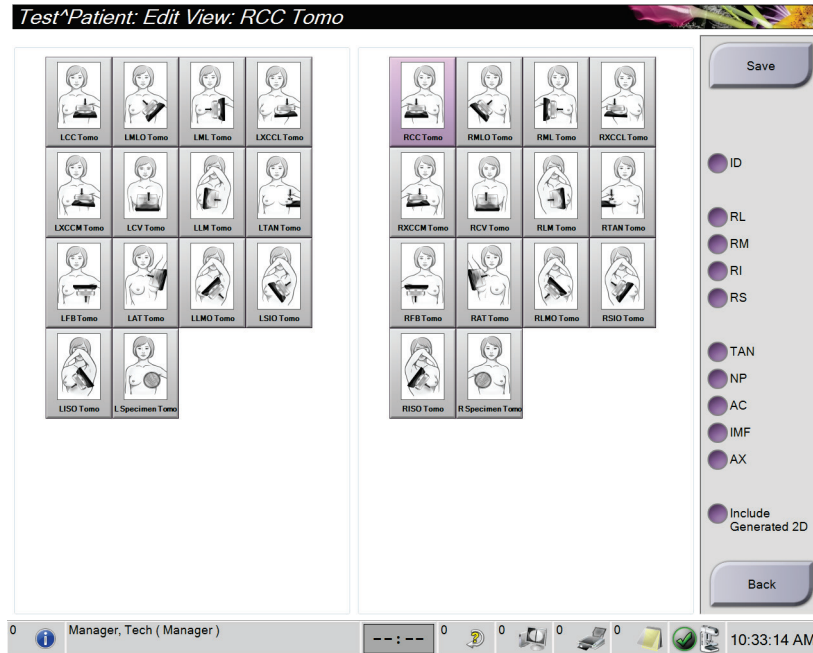 Test^Patient: Edit View: RCC Tomo
LCC Tomo LMLO Tomo LML Tomo LXCCL Tomo
LXCCM Tomo LCV Tomo LLM Tomo LTAN Tomo
LFB Tomo LAT Tomo LLMO Tomo LSIO Tomo
LISO Tomo L Specimen Tomo
RCC Tomo RMLO Tomo RML Tomo RXCCL Tomo
RXCCM Tomo RCV Tomo RLM Tomo RTAN Tomo
RFB Tomo RAT Tomo RLMO Tomo RSIO Tomo
RISO Tomo R Specimen Tomo
Save
ID
RL
RM
RI
RS
TAN
NP
AC
IMF
AX
Include
Generated 2D
Back
0 Manager, Tech ( Manager ) --:-- 0 0 0 0 10:33:14 AM